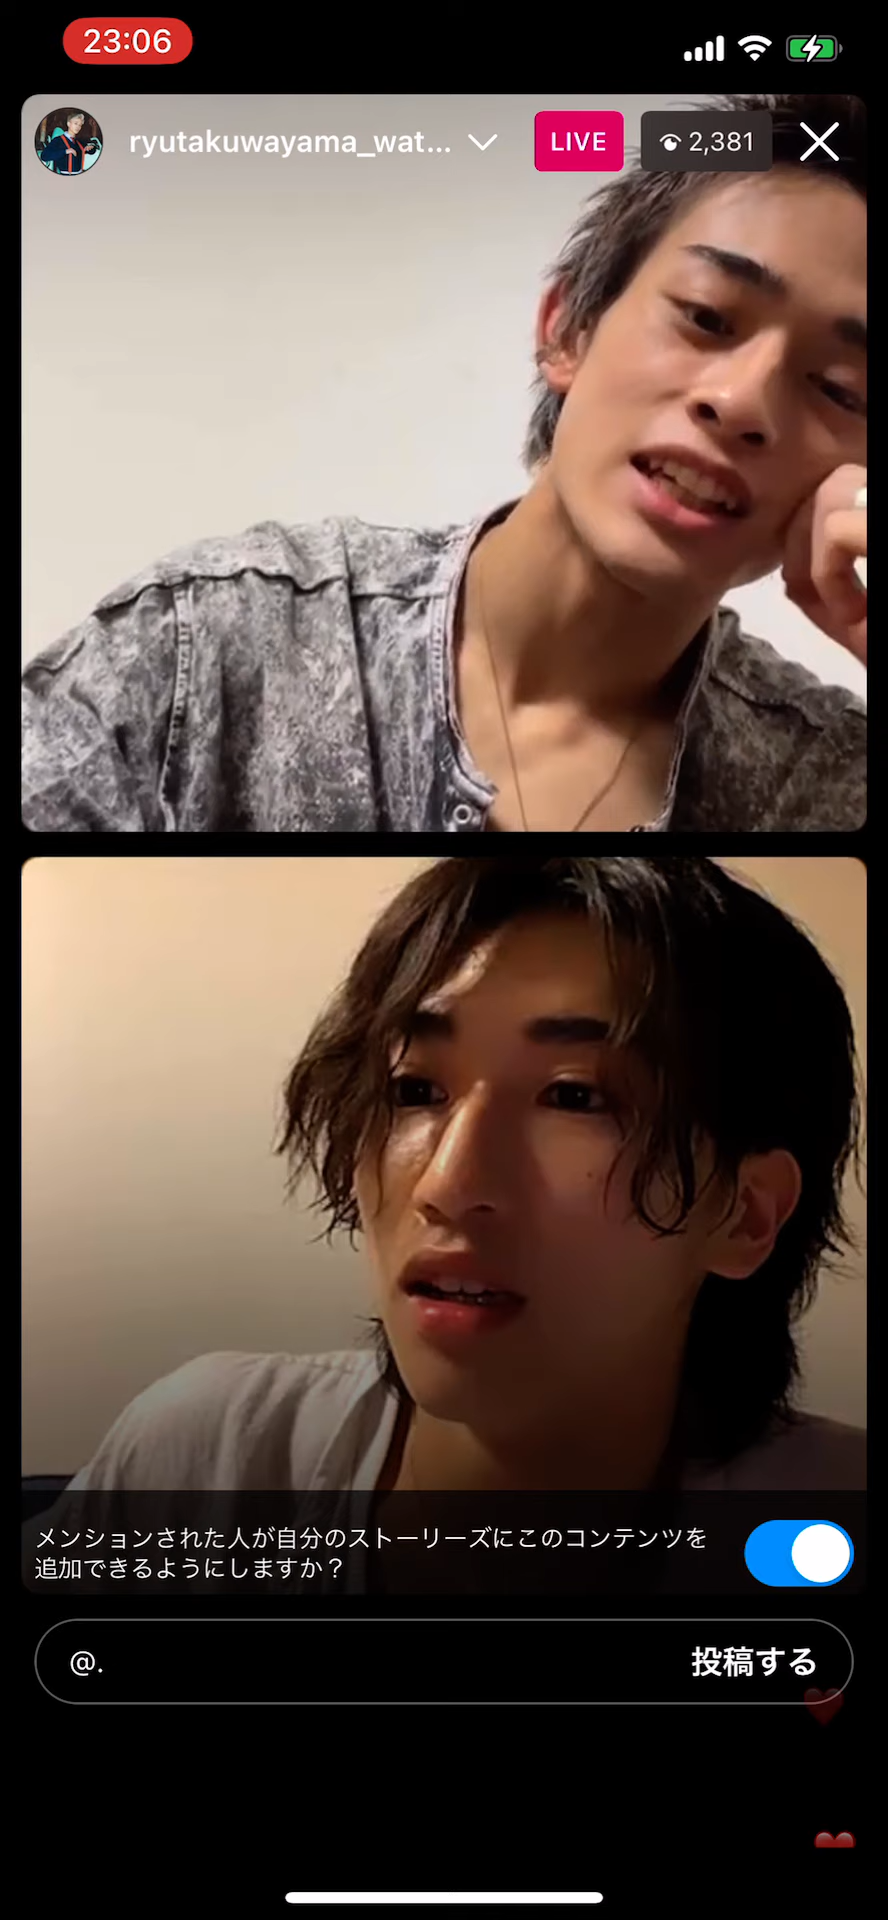 23:06
ryutakuwayama_wat...
LIVE
2,381
メンションされた人が自分のストーリーズにこのコンテンツを
追加できるようにしますか？
@.
投稿する